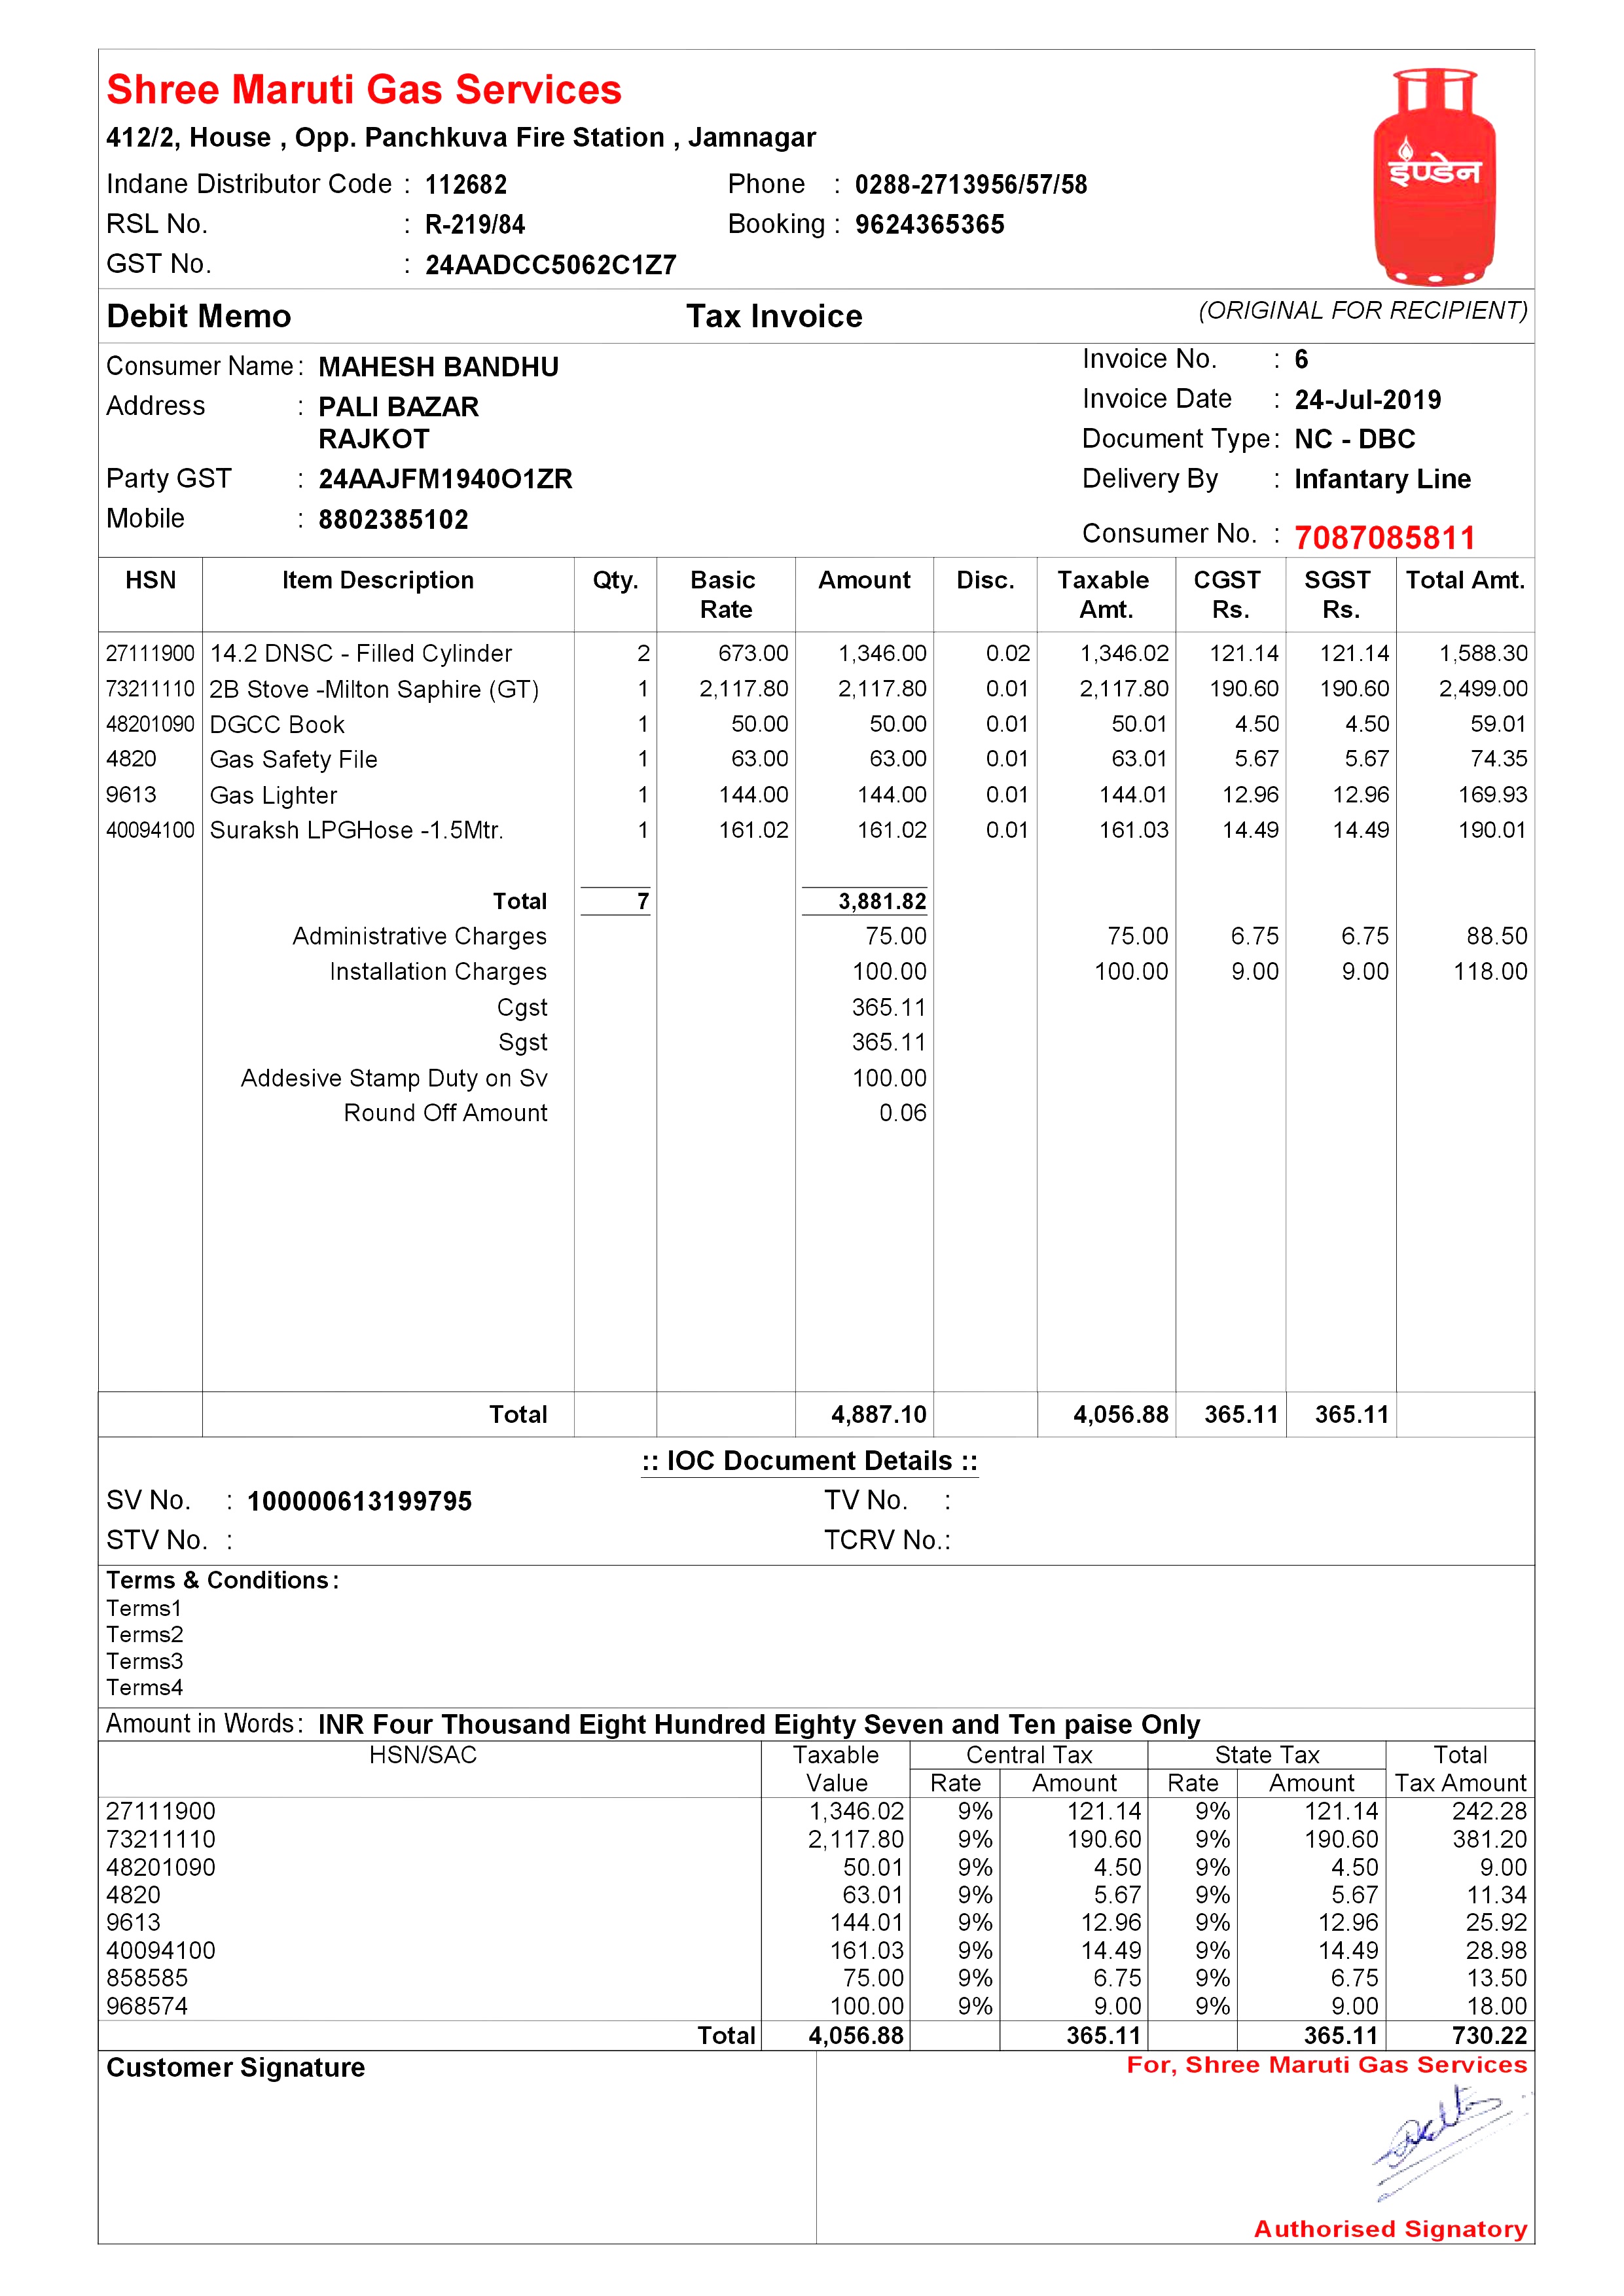 Shree Maruti Gas Services
412/2, House , Opp. Panchkuva Fire Station , Jamnagar
Indane Distributor Code : 112682 Phone : 0288-2713956/57/58
RSL No. : R-219/84 Booking : 9624365365
GST No. : 24AADCC5062C1Z7
इण्डेन
Debit Memo Tax Invoice (ORIGINAL FOR RECIPIENT)
Consumer Name : MAHESH BANDHU Invoice No. : 6
Address : PALI BAZAR Invoice Date : 24-Jul-2019
RAJKOT Document Type : NC - DBC
Party GST : 24AAJFM1940O1ZR Delivery By : Infantary Line
Mobile : 8802385102 Consumer No. : 7087085811
HSN Item Description Qty. Basic Rate Amount Disc. Taxable Amt. CGST Rs. SGST Rs. Total Amt.
27111900 14.2 DNSC - Filled Cylinder 2 673.00 1,346.00 0.02 1,346.02 121.14 121.14 1,588.30
73211110 2B Stove -Milton Saphire (GT) 1 2,117.80 2,117.80 0.01 2,117.80 190.60 190.60 2,499.00
48201090 DGCC Book 1 50.00 50.00 0.01 50.01 4.50 4.50 59.01
4820 Gas Safety File 1 63.00 63.00 0.01 63.01 5.67 5.67 74.35
9613 Gas Lighter 1 144.00 144.00 0.01 144.01 12.96 12.96 169.93
40094100 Suraksh LPGHose -1.5Mtr. 1 161.02 161.02 0.01 161.03 14.49 14.49 190.01
Total 7 3,881.82
Administrative Charges 75.00 75.00 6.75 6.75 88.50
Installation Charges 100.00 100.00 9.00 9.00 118.00
Cgst 365.11
Sgst 365.11
Addesive Stamp Duty on Sv 100.00
Round Off Amount 0.06
Total 4,887.10 4,056.88 365.11 365.11
:: IOC Document Details ::
SV No. : 100000613199795 TV No. :
STV No. : TCRV No.:
Terms & Conditions :
Terms1
Terms2
Terms3
Terms4
Amount in Words : INR Four Thousand Eight Hundred Eighty Seven and Ten paise Only
HSN/SAC Taxable Value Central Tax State Tax Total Tax Amount
Rate Amount Rate Amount
27111900 1,346.02 9% 121.14 9% 121.14 242.28
73211110 2,117.80 9% 190.60 9% 190.60 381.20
48201090 50.01 9% 4.50 9% 4.50 9.00
4820 63.01 9% 5.67 9% 5.67 11.34
9613 144.01 9% 12.96 9% 12.96 25.92
40094100 161.03 9% 14.49 9% 14.49 28.98
858585 75.00 9% 6.75 9% 6.75 13.50
968574 100.00 9% 9.00 9% 9.00 18.00
Total 4,056.88 365.11 365.11 730.22
Customer Signature For, Shree Maruti Gas Services
Authorised Signatory